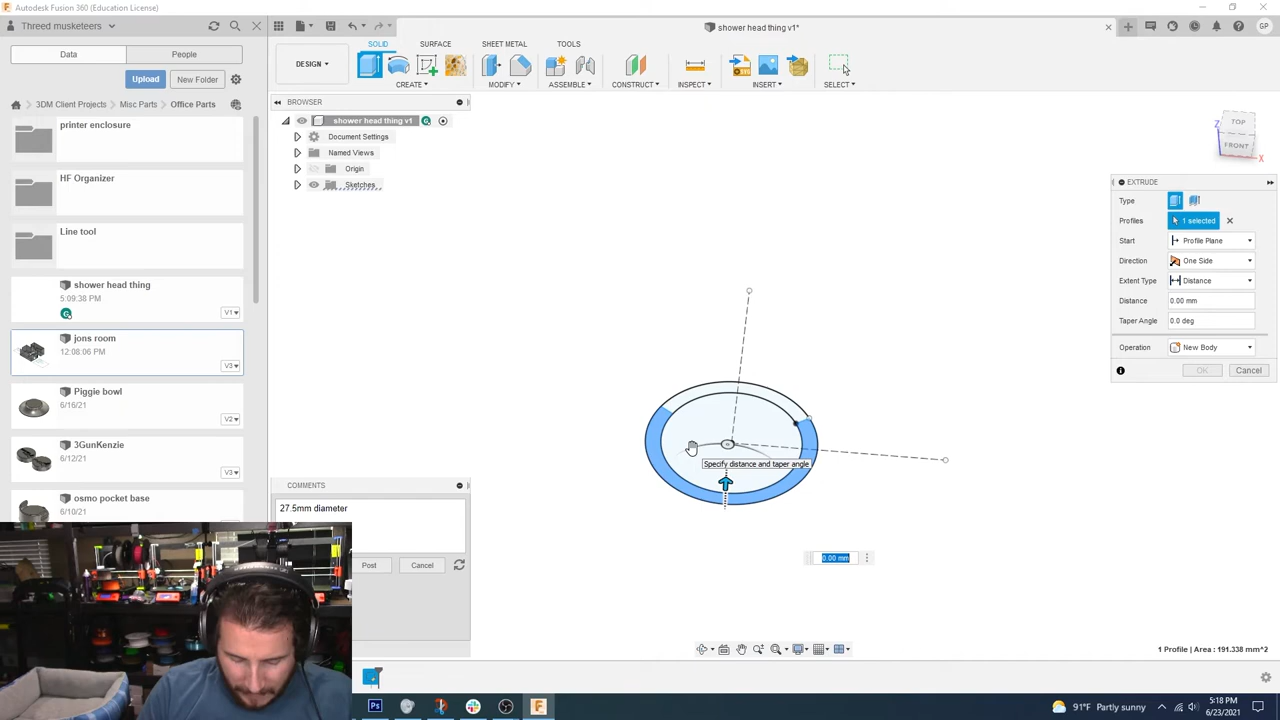 Autodesk Fusion 360 (Education License)
Threed musketeers
shower head thing v1*
GP
Data
People
Upload
New Folder
3DM Client Projects
Misc Parts
Office Parts
printer enclosure
HF Organizer
Line tool
shower head thing
5:09:38 PM
V1
jons room
12:08:06 PM
V3
Piggie bowl
6/16/21
V2
3GunKenzie
6/10/21
V3
osmo pocket base
6/10/21
DESIGN
SOLID
SURFACE
SHEET METAL
TOOLS
CREATE
MODIFY
ASSEMBLE
CONSTRUCT
INSPECT
INSERT
SELECT
BROWSER
shower head thing v1
Document Settings
Named Views
Origin
Sketches
TOP
FRONT
Z
X
EXTRUDE
Type
Profiles
1 selected
Start
Profile Plane
Direction
One Side
Extent Type
Distance
Distance
0.00 mm
Taper Angle
0.0 deg
Operation
New Body
OK
Cancel
Specify distance and taper angle
0.00 mm
COMMENTS
27.5mm diameter
Post
Cancel
1 Profile | Area : 191.338 mm^2
91°F Partly sunny
5:18 PM
6/23/2021